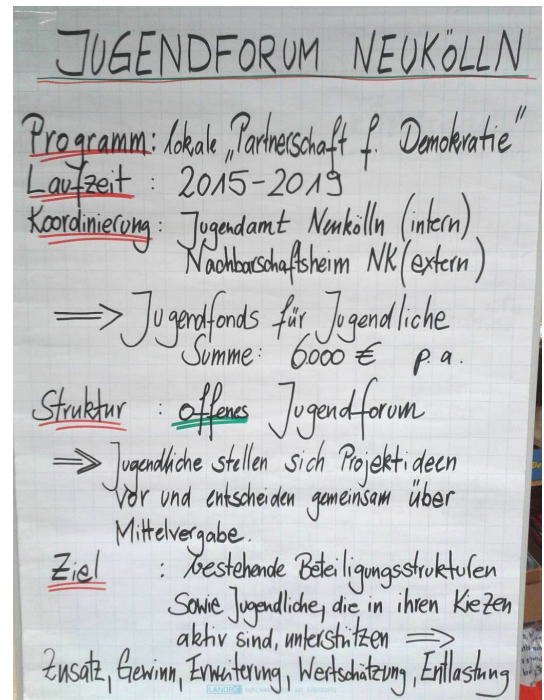 JUGENDFORUM NEUKÖLLN
Programm: lokale „Partnerschaft f. Demokratie"
Laufzeit : 2015-2019
Koordinierung: Jugendamt Neukölln (intern)
Nachbarschaftsheim NK (extern)
⟹ Jugendfonds für Jugendliche
Summe: 6000 € p.a.
Struktur : offenes Jugendforum
⟹ Jugendliche stellen sich Projektideen
vor und entscheiden gemeinsam über
Mittelvergabe.
Ziel : bestehende Beteiligungsstrukturen
sowie Jugendliche, die in ihren Kiezen
aktiv sind, unterstützen ⟹
Zusatz, Gewinn, Erweiterung, Wertschätzung, Entlastung